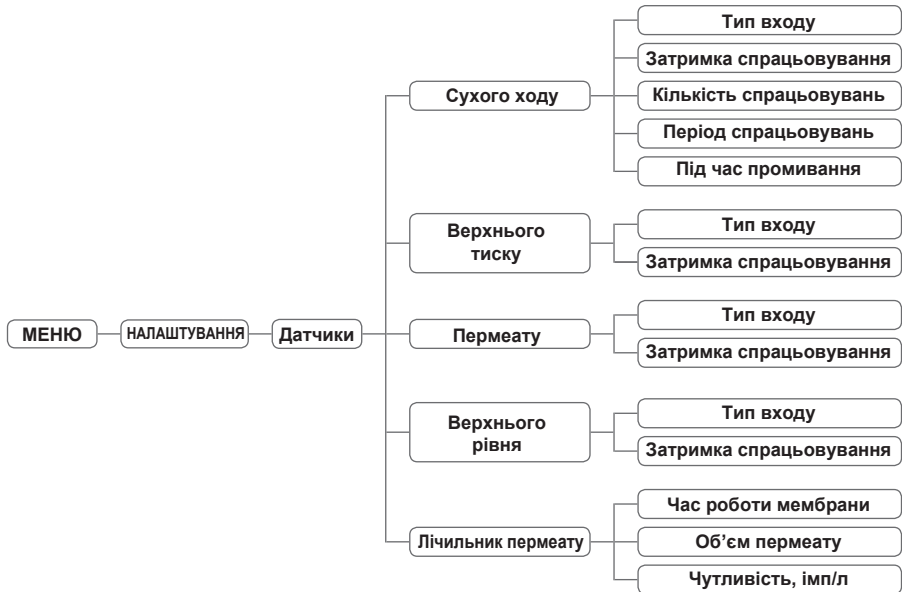 МЕНЮ
НАЛАШТУВАННЯ
Датчики
Сухого ходу
Тип входу
Затримка спрацьовування
Кількість спрацьовувань
Період спрацьовувань
Під час промивання
Верхнього
тиску
Тип входу
Затримка спрацьовування
Пермеату
Тип входу
Затримка спрацьовування
Верхнього
рівня
Тип входу
Затримка спрацьовування
Лічильник пермеату
Час роботи мембрани
Об’єм пермеату
Чутливість, імп/л